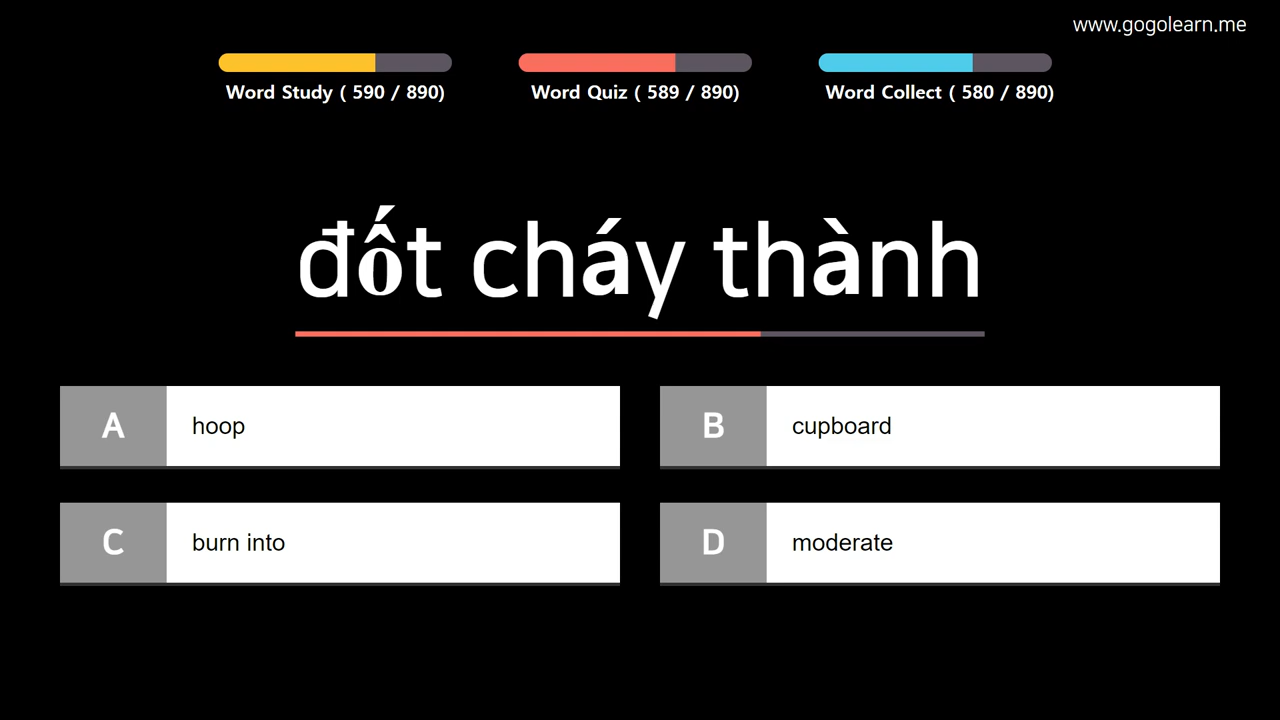 www.gogolearn.me
Word Study ( 590 / 890)
Word Quiz ( 589 / 890)
Word Collect ( 580 / 890)
đốt cháy thành
A hoop
B cupboard
C burn into
D moderate